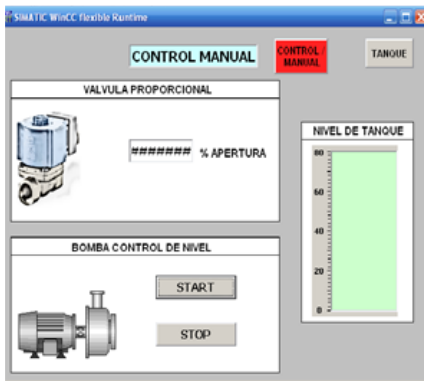 SIMATIC WinCC flexible Runtime
CONTROL MANUAL
CONTROL /
MANUAL
TANQUE
VALVULA PROPORCIONAL
####### % APERTURA
NIVEL DE TANQUE
80
60
40
20
0
BOMBA CONTROL DE NIVEL
START
STOP